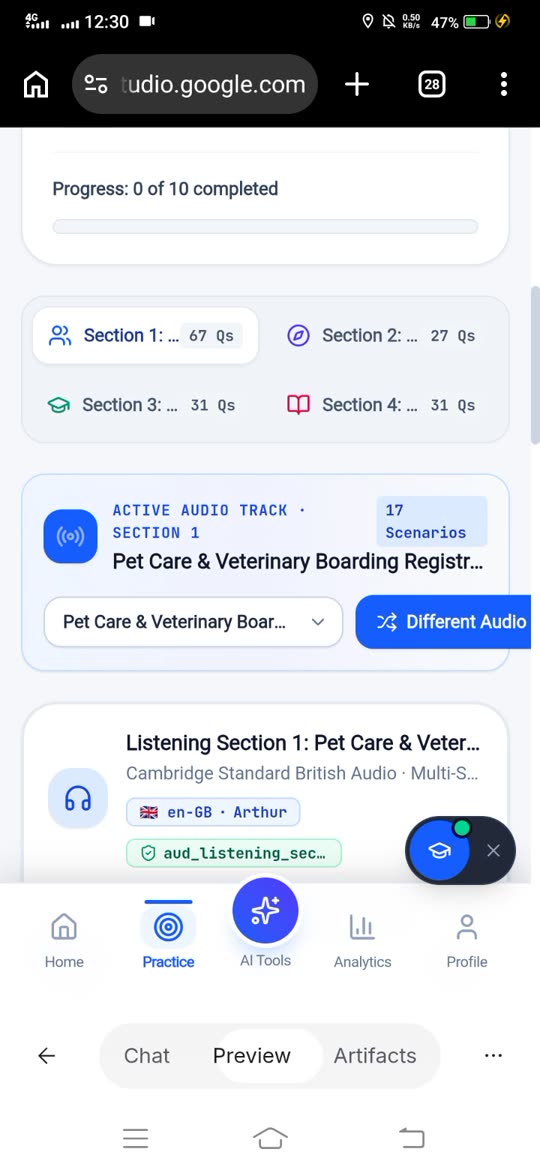 4G 12:30 0.50 KB/s 47%
tudio.google.com 28
Progress: 0 of 10 completed
Section 1: ... 67 Qs
Section 2: ... 27 Qs
Section 3: ... 31 Qs
Section 4: ... 31 Qs
ACTIVE AUDIO TRACK ·
SECTION 1
17
Scenarios
Pet Care & Veterinary Boarding Registr...
Pet Care & Veterinary Boar...
Different Audio
Listening Section 1: Pet Care & Veter...
Cambridge Standard British Audio · Multi-S...
en-GB · Arthur
aud_listening_sec...
Home
Practice
AI Tools
Analytics
Profile
Chat
Preview
Artifacts